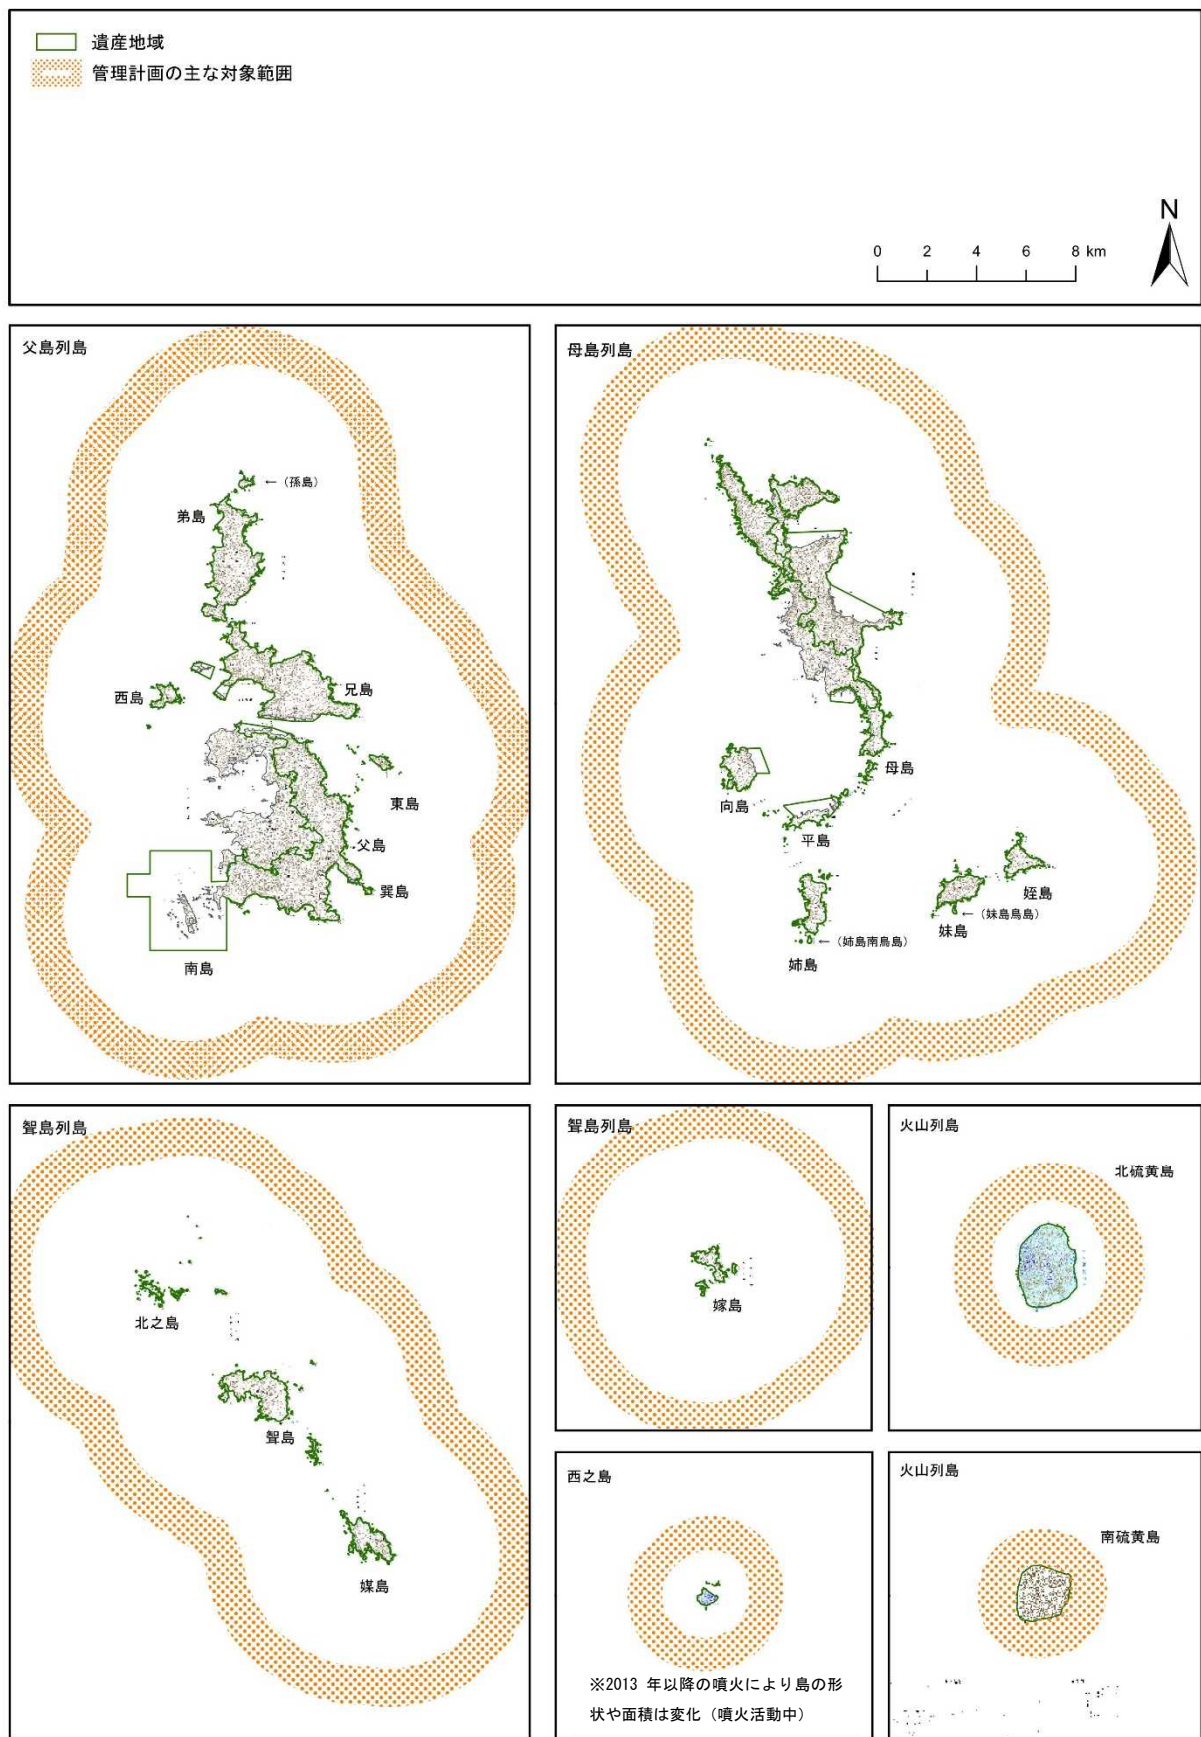 遺産地域
管理計画の主な対象範囲
N
0 2 4 6 8 km
父島列島
←（孫島）
弟島
西島
兄島
東島
父島
巽島
南島
母島列島
母島
向島
平島
姪島
←（妹島鳥島）
妹島
←（姉島南鳥島）
姉島
聟島列島
北之島
聟島
媒島
聟島列島
嫁島
火山列島
北硫黄島
西之島
※2013 年以降の噴火により島の形
状や面積は変化（噴火活動中）
火山列島
南硫黄島